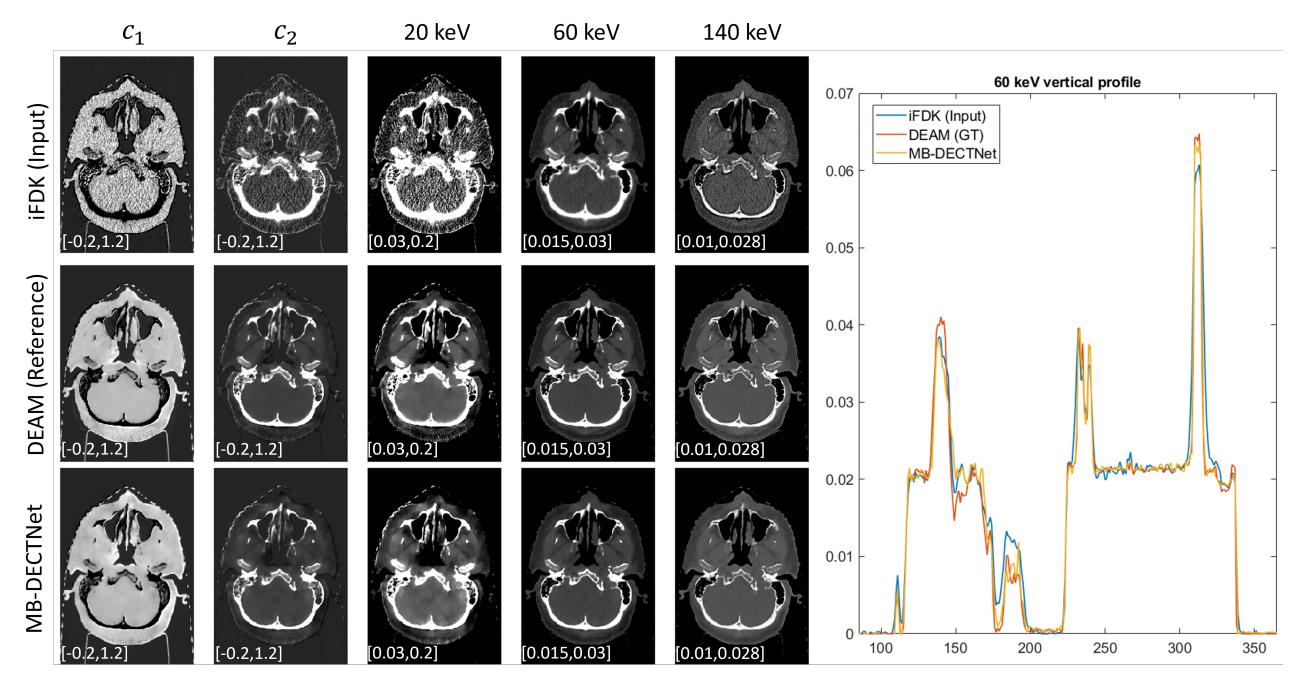 c₁ c₂ 20 keV 60 keV 140 keV
iFDK (Input)
[-0.2,1.2] [-0.2,1.2] [0.03,0.2] [0.015,0.03] [0.01,0.028]
DEAM (Reference)
[-0.2,1.2] [-0.2,1.2] [0.03,0.2] [0.015,0.03] [0.01,0.028]
MB-DECTNet
[-0.2,1.2] [-0.2,1.2] [0.03,0.2] [0.015,0.03] [0.01,0.028]
60 keV vertical profile
iFDK (Input)
DEAM (GT)
MB-DECTNet
0.07
0.06
0.05
0.04
0.03
0.02
0.01
0
100 150 200 250 300 350